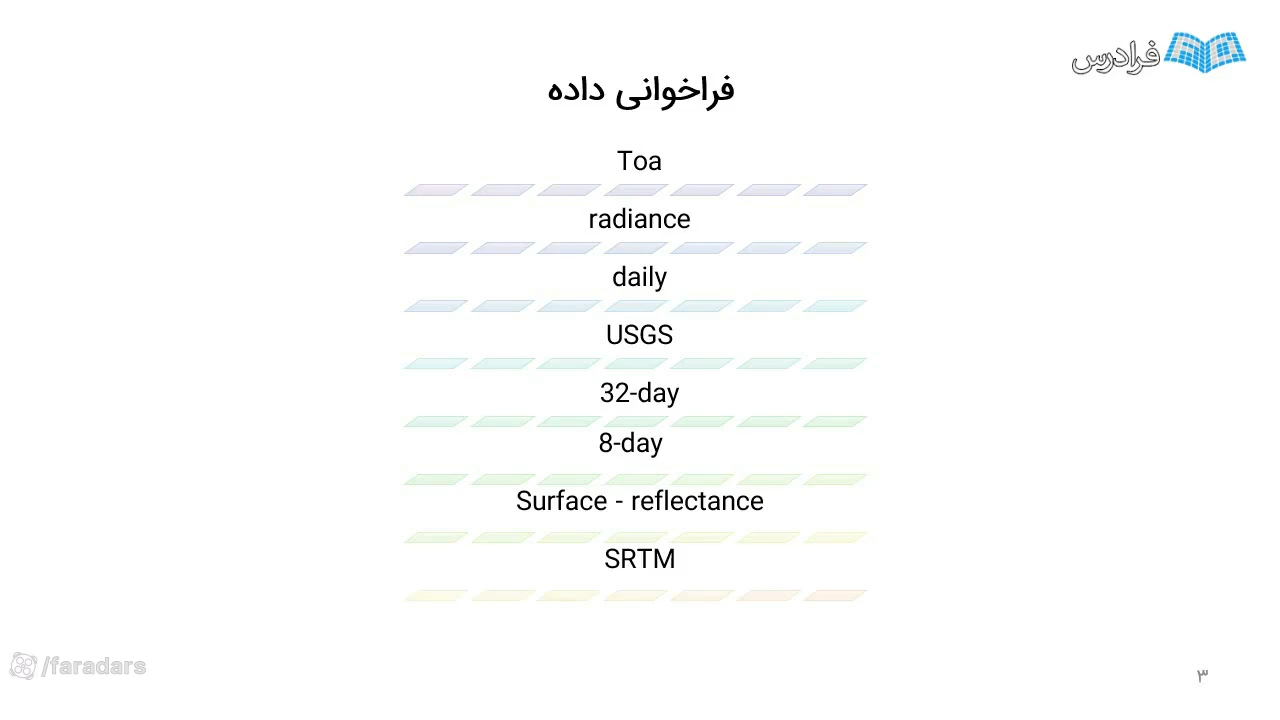 فرادرس
فراخوانی داده
Toa
radiance
daily
USGS
32-day
8-day
Surface - reflectance
SRTM
/faradars
۳